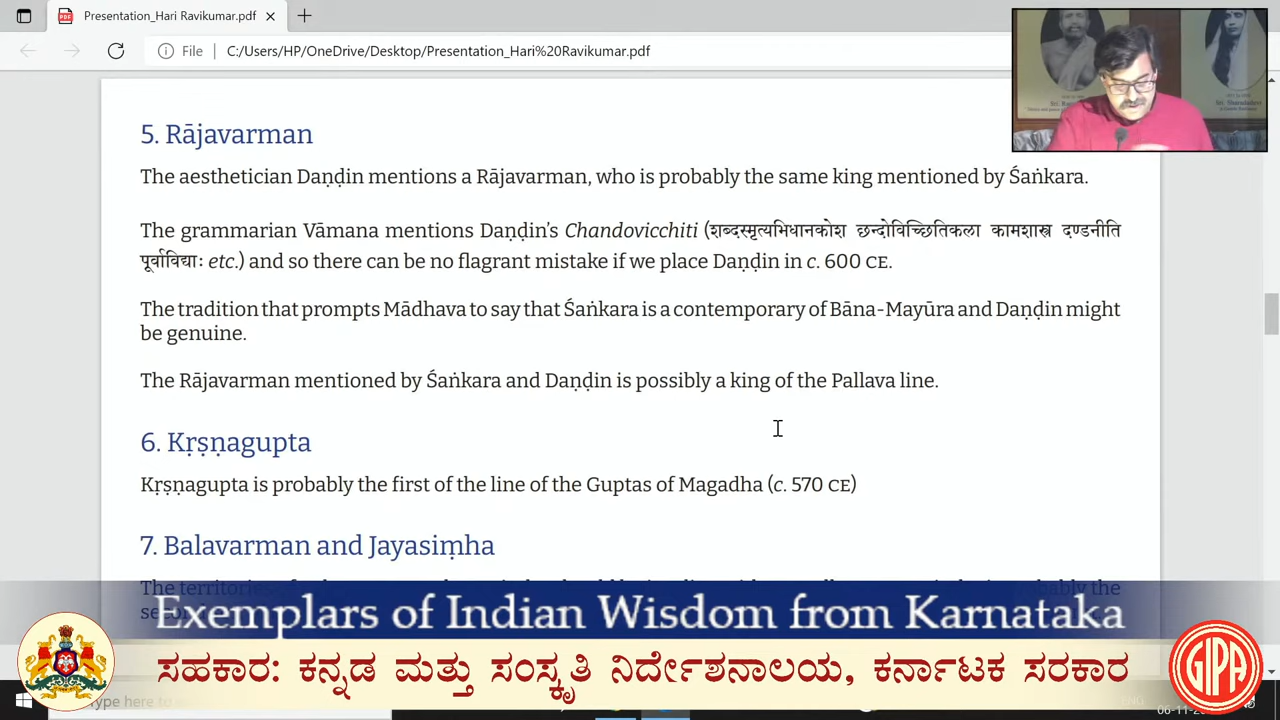 Presentation_Hari Ravikumar.pdf
File C:/Users/HP/OneDrive/Desktop/Presentation_Hari%20Ravikumar.pdf
5. Rājavarman
The aesthetician Daṇḍin mentions a Rājavarman, who is probably the same king mentioned by Śaṅkara.
The grammarian Vāmana mentions Daṇḍin’s Chandovicchiti (शब्दस्मृत्यभिधानकोश छन्दोविच्छितिकला कामशास्त्र दण्डनीति
पूर्वाविद्याः etc.) and so there can be no flagrant mistake if we place Daṇḍin in c. 600 CE.
The tradition that prompts Mādhava to say that Śaṅkara is a contemporary of Bāna-Mayūra and Daṇḍin might
be genuine.
The Rājavarman mentioned by Śaṅkara and Daṇḍin is possibly a king of the Pallava line.
6. Kṛṣṇagupta
Kṛṣṇagupta is probably the first of the line of the Guptas of Magadha (c. 570 CE)
7. Balavarman and Jayasiṃha
The territories
Exemplars of Indian Wisdom from Karnataka
ಸಹಕಾರ: ಕನ್ನಡ ಮತ್ತು ಸಂಸ್ಕೃತಿ ನಿರ್ದೇಶನಾಲಯ, ಕರ್ನಾಟಕ ಸರಕಾರ
GIPA